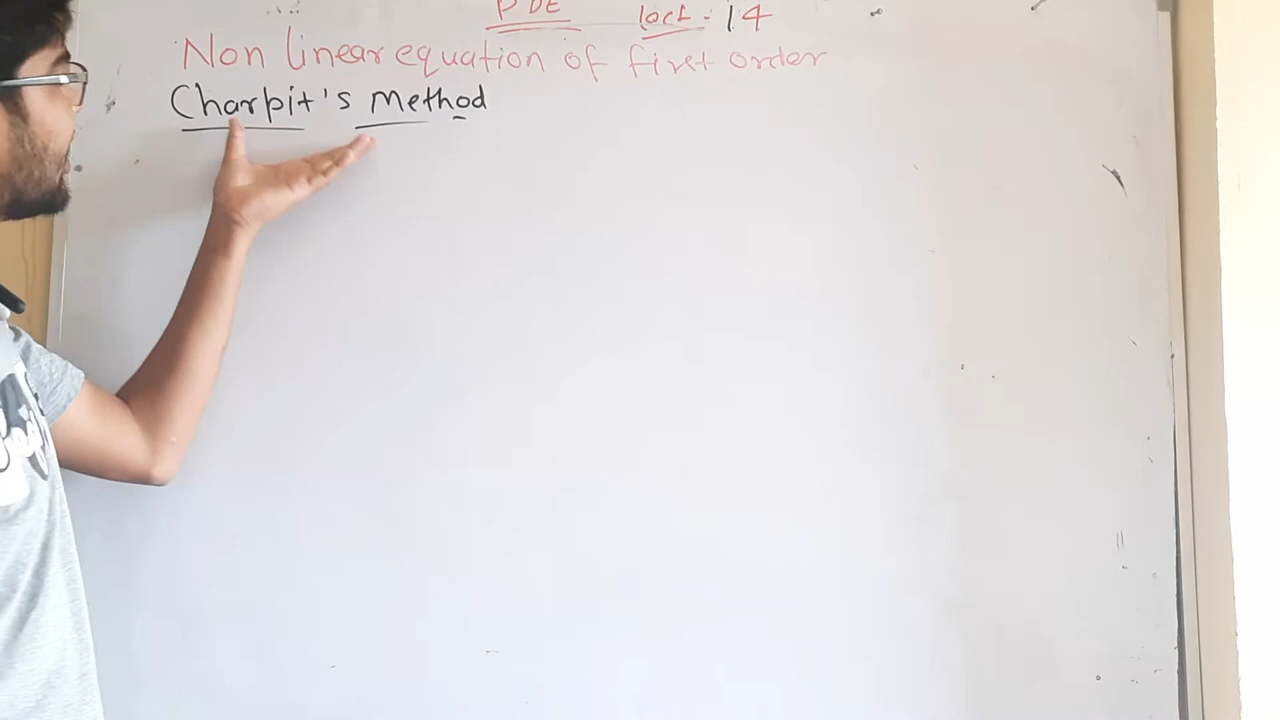 PDE lect - 14
Non linear equation of first order
Charpit's Method